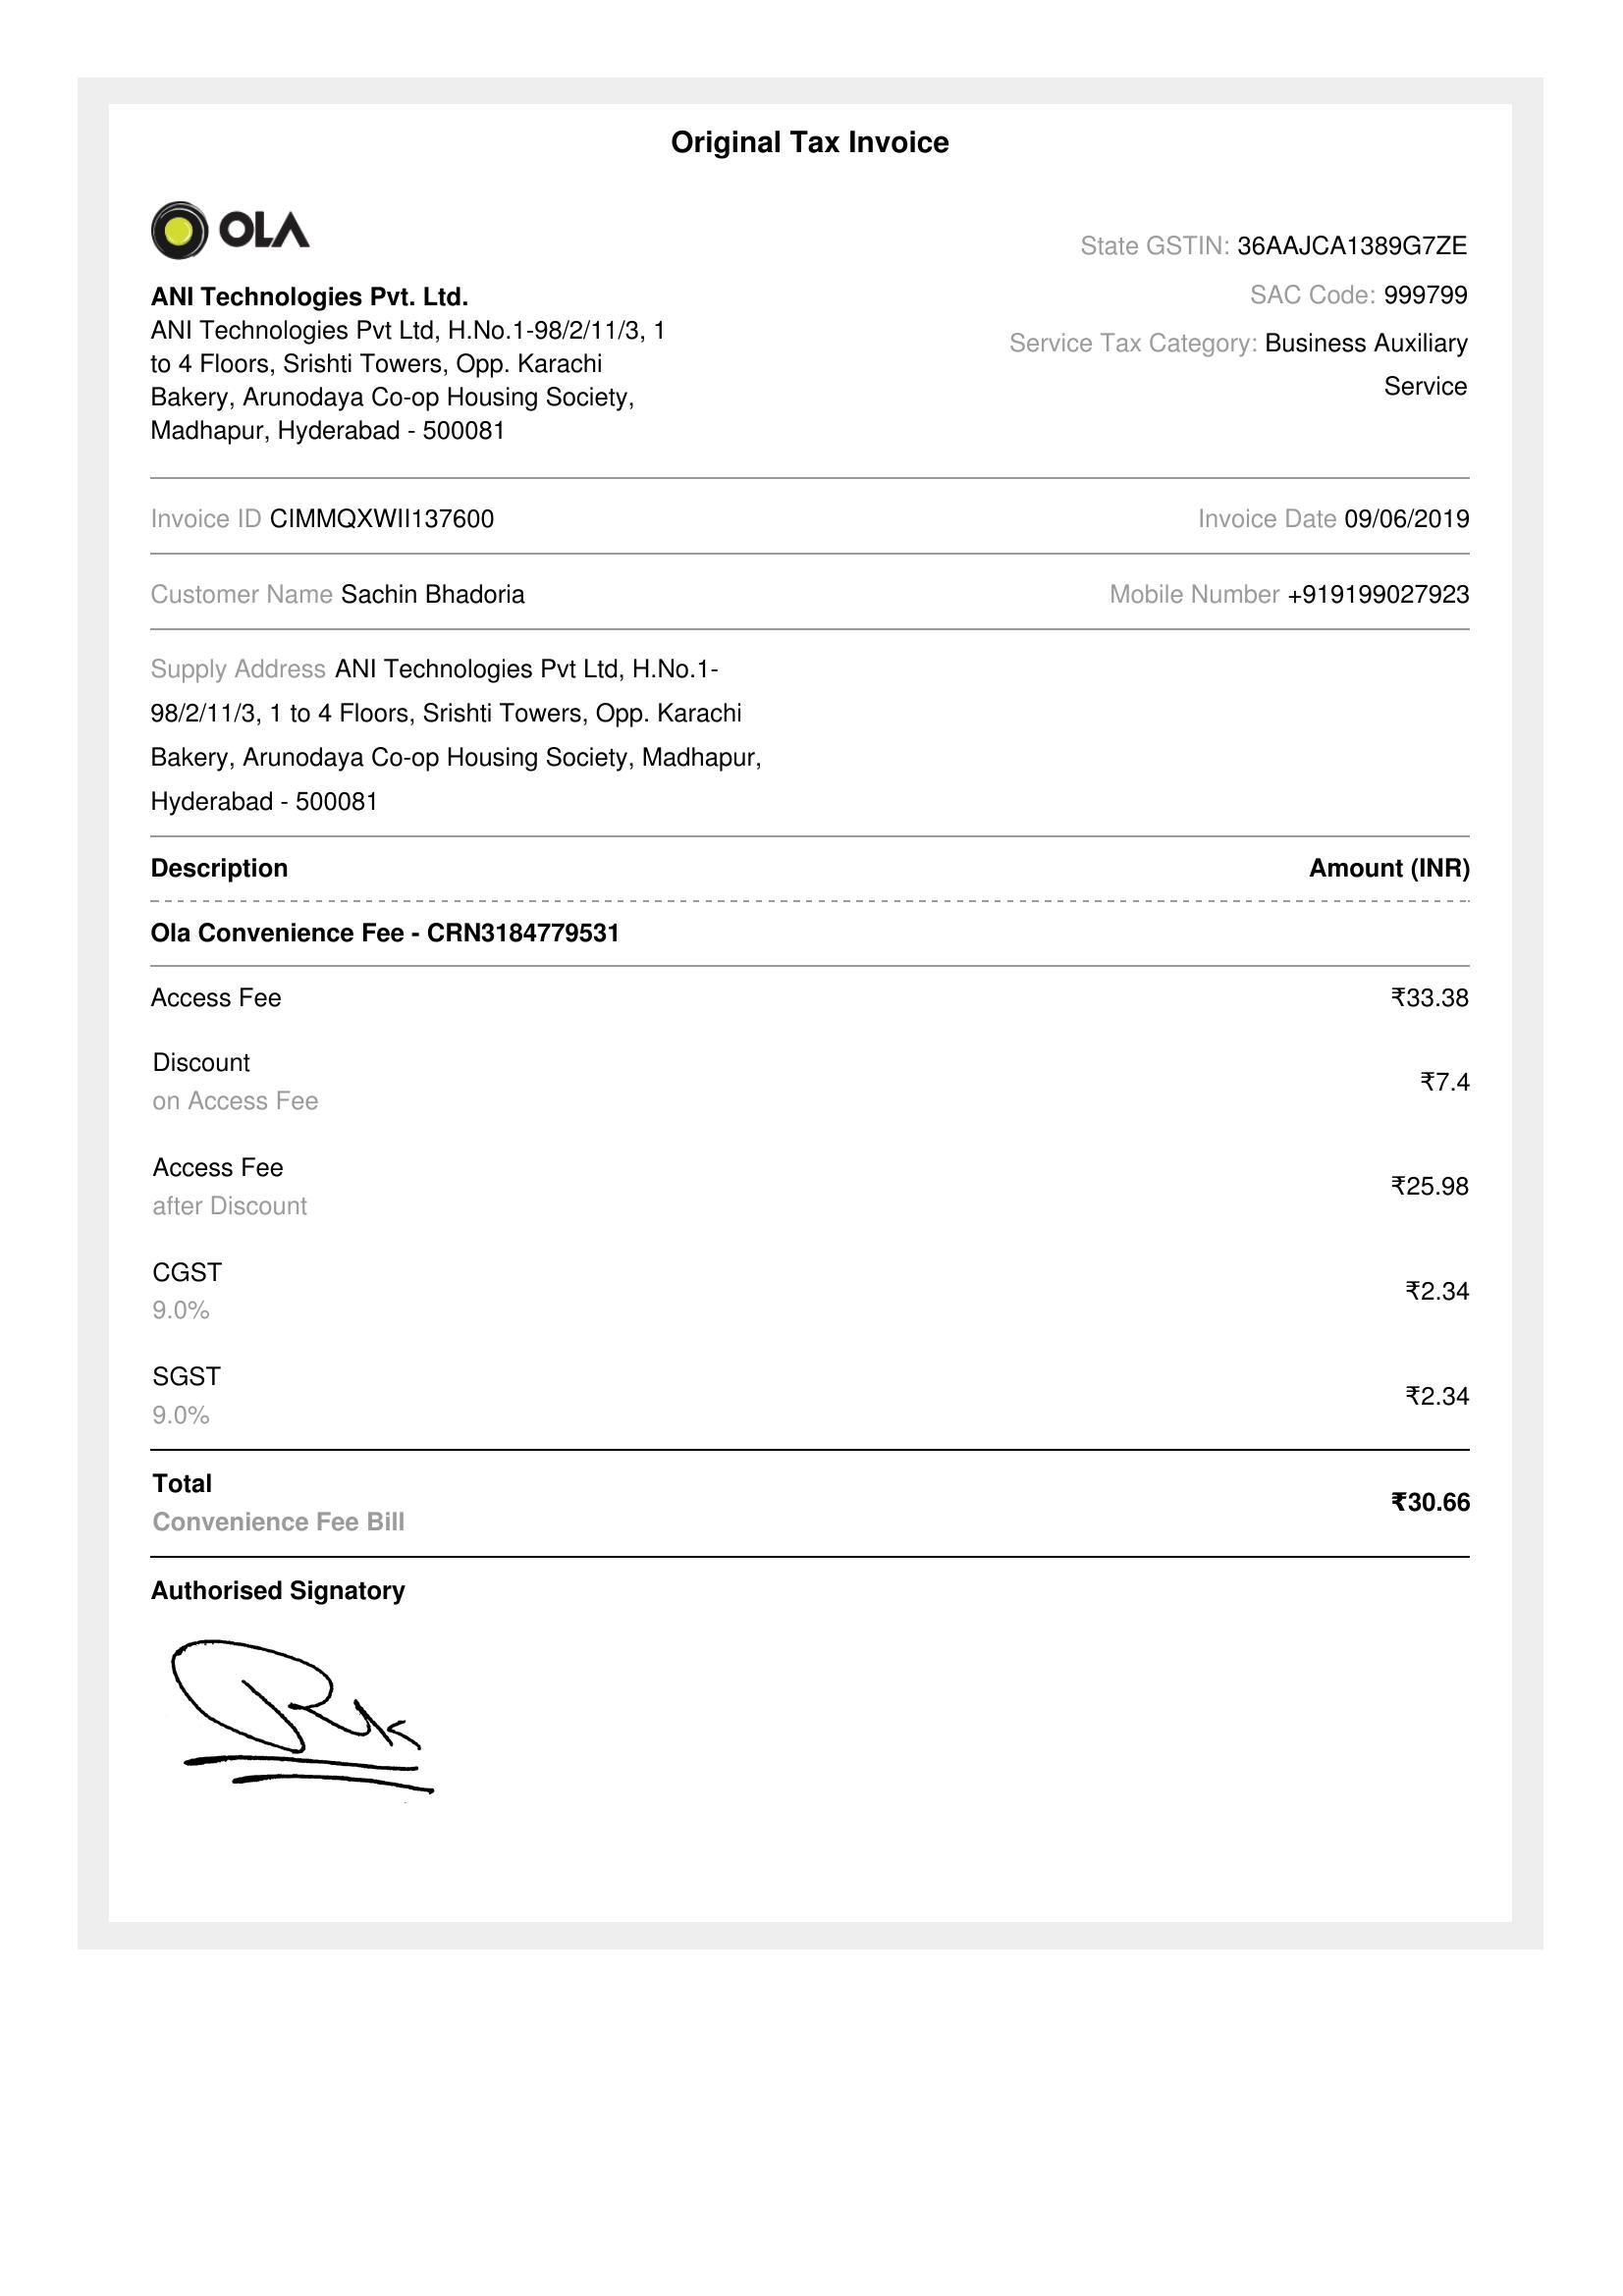 Original Tax Invoice
OLA
State GSTIN: 36AAJCA1389G7ZE
ANI Technologies Pvt. Ltd.
SAC Code: 999799
ANI Technologies Pvt Ltd, H.No.1-98/2/11/3, 1
to 4 Floors, Srishti Towers, Opp. Karachi
Bakery, Arunodaya Co-op Housing Society,
Madhapur, Hyderabad - 500081
Service Tax Category: Business Auxiliary
Service
Invoice ID CIMMQXWII137600
Invoice Date 09/06/2019
Customer Name Sachin Bhadoria
Mobile Number +919199027923
Supply Address ANI Technologies Pvt Ltd, H.No.1-
98/2/11/3, 1 to 4 Floors, Srishti Towers, Opp. Karachi
Bakery, Arunodaya Co-op Housing Society, Madhapur,
Hyderabad - 500081
Description
Amount (INR)
Ola Convenience Fee - CRN3184779531
Access Fee
₹33.38
Discount
on Access Fee
₹7.4
Access Fee
after Discount
₹25.98
CGST
9.0%
₹2.34
SGST
9.0%
₹2.34
Total
Convenience Fee Bill
₹30.66
Authorised Signatory